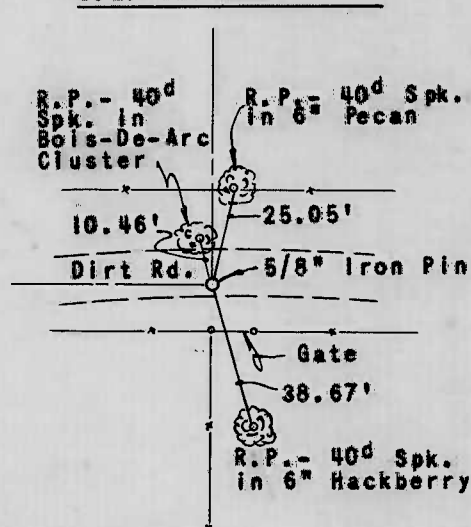 R.P.- 40d
Spk. in
Bois-De-Arc
Cluster
R.P.- 40d Spk.
in 6" Pecan
10.46'
25.05'
Dirt Rd.
5/8" Iron Pin
Gate
38.67'
R.P.- 40d Spk.
in 6" Hackberry